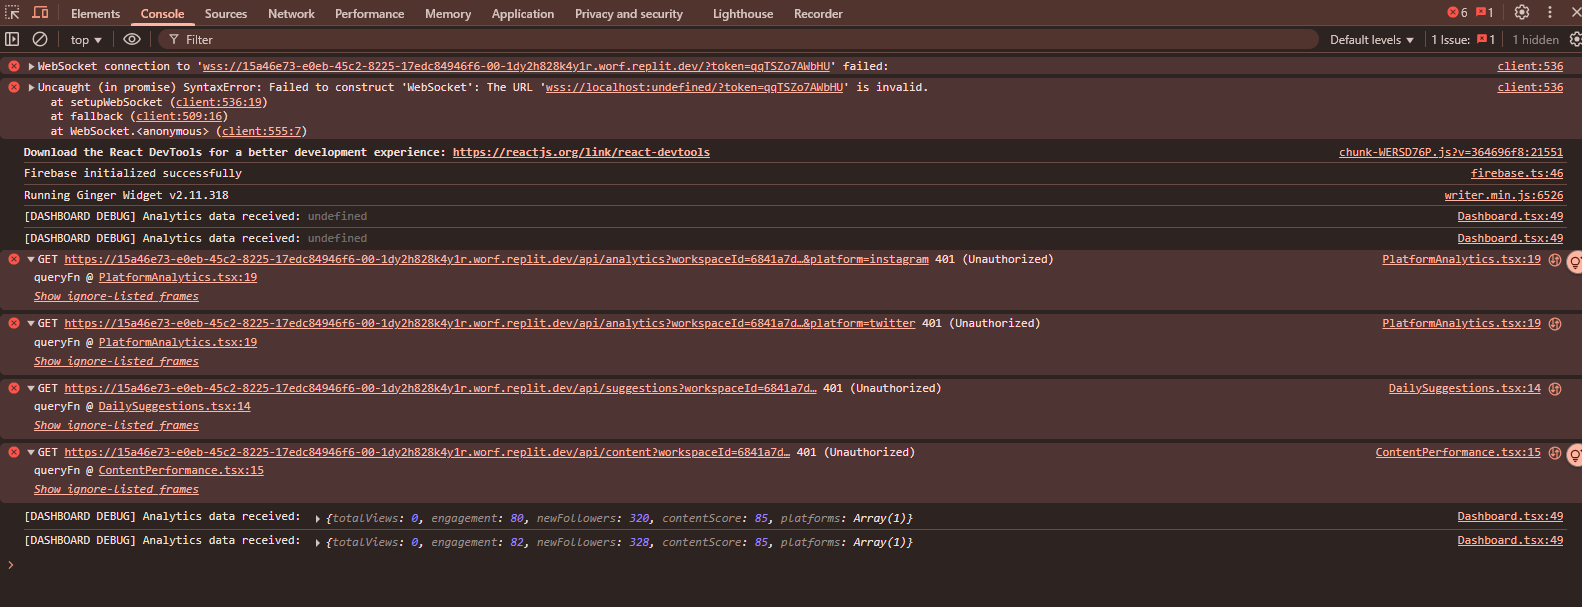 Elements Console Sources Network Performance Memory Application Privacy and security Lighthouse Recorder 6 1
top Filter Default levels 1 Issue: 1 1 hidden
WebSocket connection to 'wss://15a46e73-e0eb-45c2-8225-17edc84946f6-00-1dy2h828k4y1r.worf.replit.dev/?token=qqTSZo7AWbHU' failed: client:536
Uncaught (in promise) SyntaxError: Failed to construct 'WebSocket': The URL 'wss://localhost:undefined/?token=qqTSZo7AWbHU' is invalid. client:536
at setupWebSocket (client:536:19)
at fallback (client:509:16)
at WebSocket.<anonymous> (client:555:7)
Download the React DevTools for a better development experience: https://reactjs.org/link/react-devtools chunk-WERSD76P.js?v=364696f8:21551
Firebase initialized successfully firebase.ts:46
Running Ginger Widget v2.11.318 writer.min.js:6526
[DASHBOARD DEBUG] Analytics data received: undefined Dashboard.tsx:49
[DASHBOARD DEBUG] Analytics data received: undefined Dashboard.tsx:49
GET https://15a46e73-e0eb-45c2-8225-17edc84946f6-00-1dy2h828k4y1r.worf.replit.dev/api/analytics?workspaceId=6841a7d…&platform=instagram 401 (Unauthorized) PlatformAnalytics.tsx:19
queryFn @ PlatformAnalytics.tsx:19
Show ignore-listed frames
GET https://15a46e73-e0eb-45c2-8225-17edc84946f6-00-1dy2h828k4y1r.worf.replit.dev/api/analytics?workspaceId=6841a7d…&platform=twitter 401 (Unauthorized) PlatformAnalytics.tsx:19
queryFn @ PlatformAnalytics.tsx:19
Show ignore-listed frames
GET https://15a46e73-e0eb-45c2-8225-17edc84946f6-00-1dy2h828k4y1r.worf.replit.dev/api/suggestions?workspaceId=6841a7d… 401 (Unauthorized) DailySuggestions.tsx:14
queryFn @ DailySuggestions.tsx:14
Show ignore-listed frames
GET https://15a46e73-e0eb-45c2-8225-17edc84946f6-00-1dy2h828k4y1r.worf.replit.dev/api/content?workspaceId=6841a7d… 401 (Unauthorized) ContentPerformance.tsx:15
queryFn @ ContentPerformance.tsx:15
Show ignore-listed frames
[DASHBOARD DEBUG] Analytics data received: {totalViews: 0, engagement: 80, newFollowers: 320, contentScore: 85, platforms: Array(1)} Dashboard.tsx:49
[DASHBOARD DEBUG] Analytics data received: {totalViews: 0, engagement: 82, newFollowers: 328, contentScore: 85, platforms: Array(1)} Dashboard.tsx:49